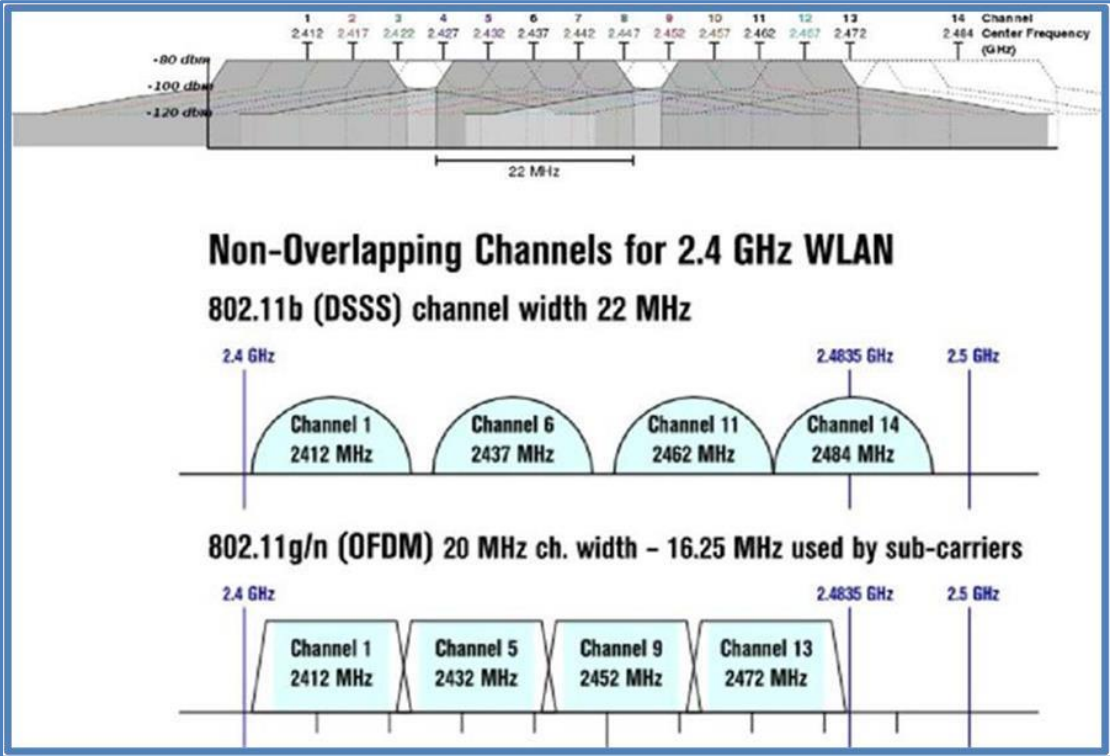 1 2 3 4 5 6 7 8 9 10 11 12 13 14 Channel
2.412 2.417 2.422 2.427 2.432 2.437 2.442 2.447 2.452 2.457 2.462 2.467 2.472 2.484 Center Frequency
(GHz)
-80 dbm
-100 dbm
-120 dbm
22 MHz
Non-Overlapping Channels for 2.4 GHz WLAN
802.11b (DSSS) channel width 22 MHz
2.4 GHz 2.4835 GHz 2.5 GHz
Channel 1 Channel 6 Channel 11 Channel 14
2412 MHz 2437 MHz 2462 MHz 2484 MHz
802.11g/n (OFDM) 20 MHz ch. width – 16.25 MHz used by sub-carriers
2.4 GHz 2.4835 GHz 2.5 GHz
Channel 1 Channel 5 Channel 9 Channel 13
2412 MHz 2432 MHz 2452 MHz 2472 MHz